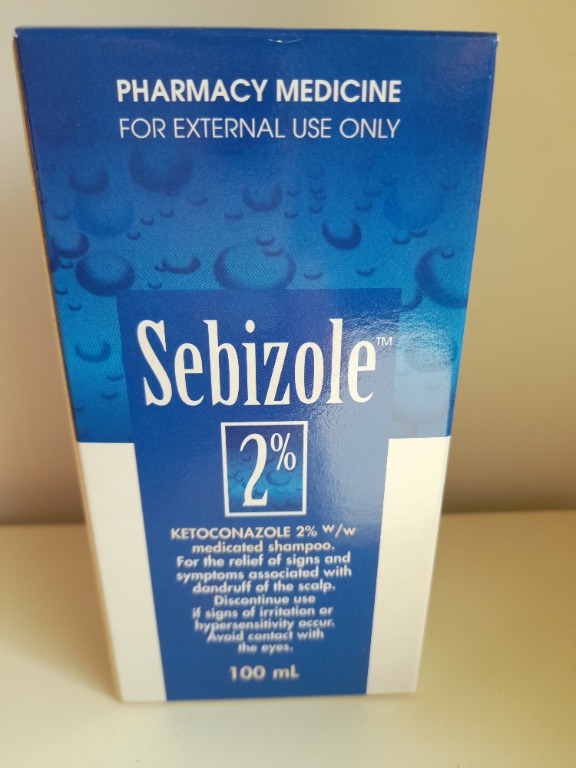 PHARMACY MEDICINE
FOR EXTERNAL USE ONLY
Sebizole™
2%
KETOCONAZOLE 2% w/w
medicated shampoo.
For the relief of signs and
symptoms associated with
dandruff of the scalp.
Discontinue use
if signs of irritation or
hypersensitivity occur.
Avoid contact with
the eyes.
100 mL